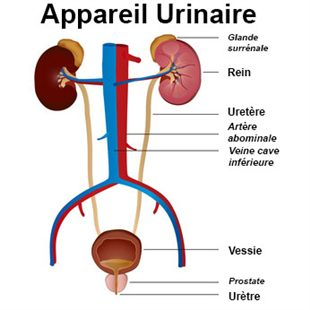 Appareil Urinaire
Glande
surrénale
Rein
Uretère
Artère
abominale
Veine cave
inférieure
Vessie
Prostate
Urètre